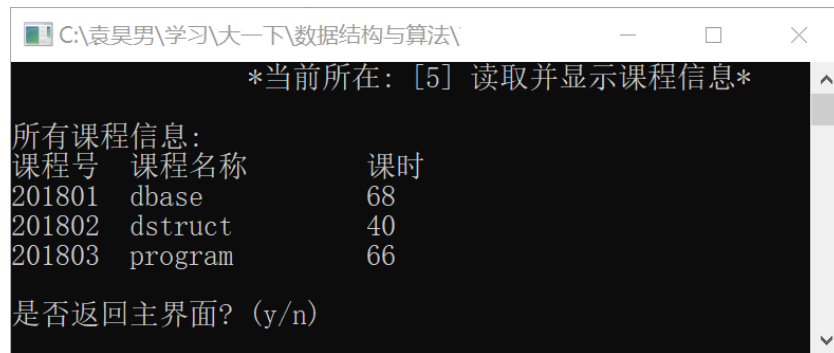 C:\袁昊男\学习\大一下\数据结构与算法\
*当前所在: [5] 读取并显示课程信息*
所有课程信息:
课程号 课程名称 课时
201801 dbase 68
201802 dstruct 40
201803 program 66
是否返回主界面? (y/n)